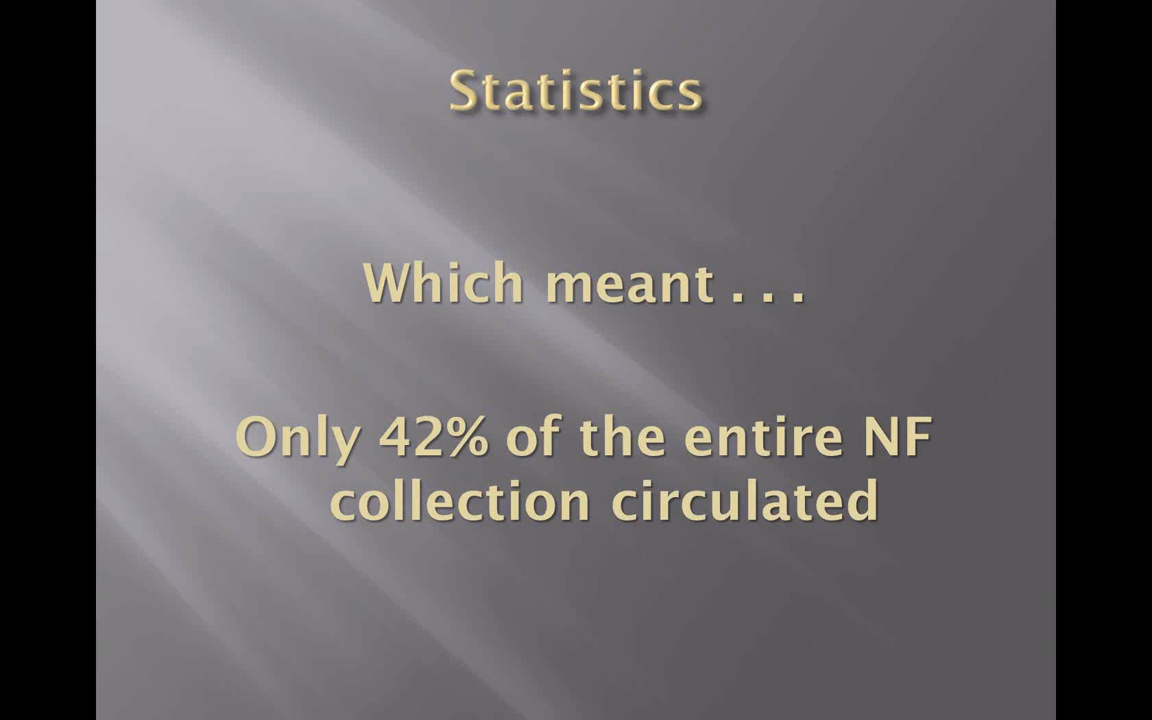 Statistics
Which meant . . .
Only 42% of the entire NF
collection circulated